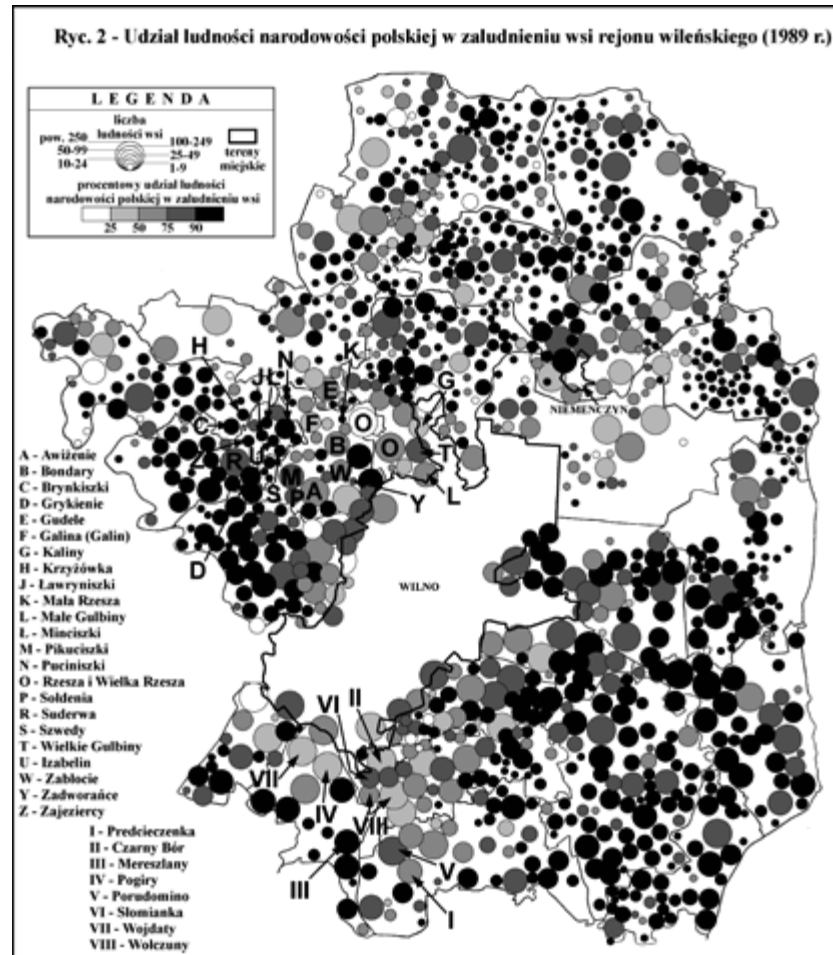 Ryc. 2 - Udział ludności narodowości polskiej w zaludnieniu wsi rejonu wileńskiego (1989 r.)
L E G E N D A
liczba
ludności wsi
pow. 250
50-99
10-24
100-249
25-49
1-9
tereny
miejskie
procentowy udział ludności
narodowości polskiej w zaludnieniu wsi
25 50 75 90
H
N
K
J
L
E
G
C
F
O
Z
R
U
B
O
T
M
W
S
P
A
L
Y
D
NIEMENCZYN
WILNO
A - Awiżenie
B - Bondary
C - Brynkiszki
D - Grykienie
E - Gudele
F - Galina (Galin)
G - Kaliny
H - Krzyżówka
J - Ławryniszki
K - Mała Rzesza
L - Małe Gulbiny
Ł - Minciszki
M - Pikuciszki
N - Puciniszki
O - Rzesza i Wielka Rzesza
P - Sołdenia
R - Suderwa
S - Szwedy
T - Wielkie Gulbiny
U - Izabelin
W - Zabłocie
Y - Zadworańce
Z - Zajeziercy
I - Predcieczenka
II - Czarny Bór
III - Mereszlany
IV - Pogiry
V - Porudomino
VI - Słomianka
VII - Wojdaty
VIII - Wołczuny
II
VI
VII
IV
VIII
III
V
I